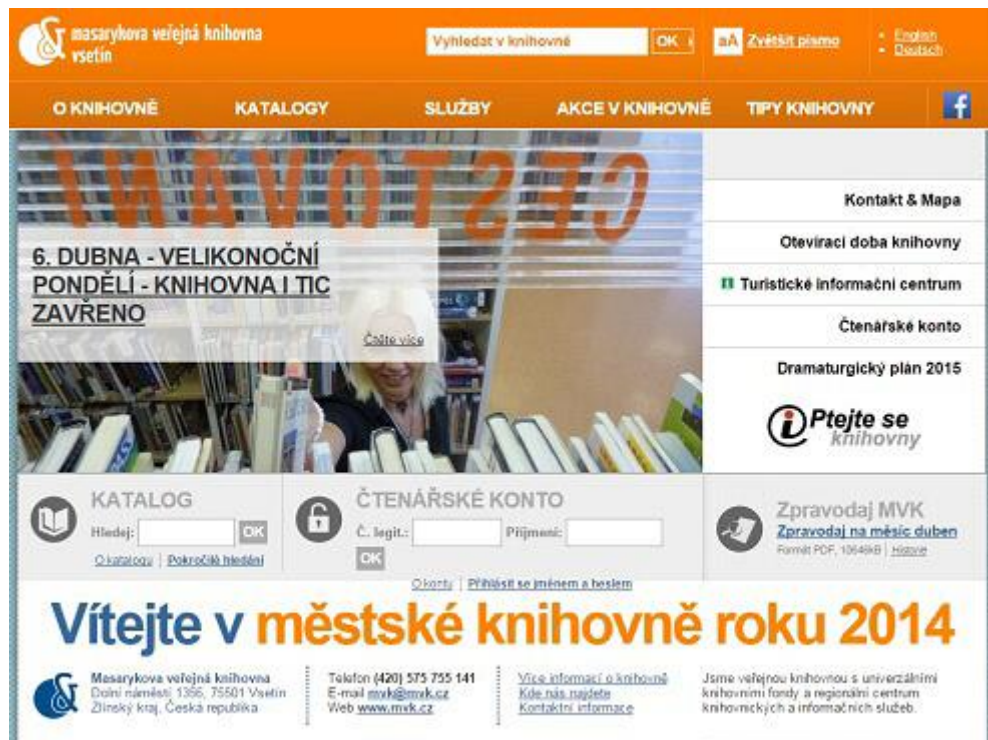 masarykova veřejná knihovna
vsetín
Vyhledat v knihovně
OK
aA Zvětšit písmo
English
Deutsch
O KNIHOVNĚ KATALOGY SLUŽBY AKCE V KNIHOVNĚ TIPY KNIHOVNY f
CESTOVÁNÍ
6. DUBNA - VELIKONOČNÍ
PONDĚLÍ - KNIHOVNA I TIC
ZAVŘENO
Čtěte více
Kontakt & Mapa
Otevírací doba knihovny
Turistické informační centrum
Čtenářské konto
Dramaturgický plán 2015
i Ptejte se
knihovny
KATALOG
Hledej: OK
O katalogu | Pokročilé hledání
ČTENÁŘSKÉ KONTO
Č. legit.: Příjmení:
OK
O kontu | Přihlásit se jménem a heslem
Zpravodaj MVK
Zpravodaj na měsíc duben
Formát PDF, 10646kB | Historie
Vítejte v městské knihovně roku 2014
Masarykova veřejná knihovna
Dolní náměstí 1356, 75501 Vsetín
Zlínský kraj, Česká republika
Telefon (420) 575 755 141
E-mail mvk@mvk.cz
Web www.mvk.cz
Více informací o knihovně
Kde nás najdete
Kontaktní informace
Jsme veřejnou knihovnou s univerzálními
knihovními fondy a regionální centrum
knihovnických a informačních služeb.